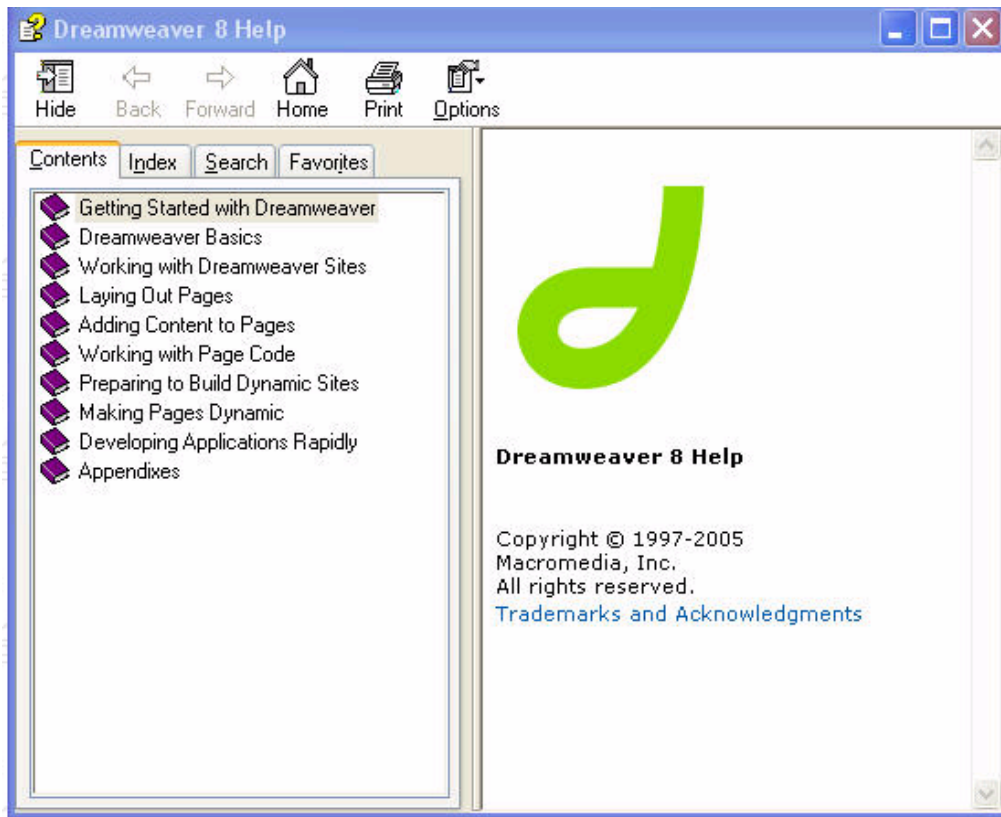 Dreamweaver 8 Help
Hide Back Forward Home Print Options
Contents Index Search Favorites
Getting Started with Dreamweaver
Dreamweaver Basics
Working with Dreamweaver Sites
Laying Out Pages
Adding Content to Pages
Working with Page Code
Preparing to Build Dynamic Sites
Making Pages Dynamic
Developing Applications Rapidly
Appendixes
Dreamweaver 8 Help
Copyright © 1997-2005
Macromedia, Inc.
All rights reserved.
Trademarks and Acknowledgments